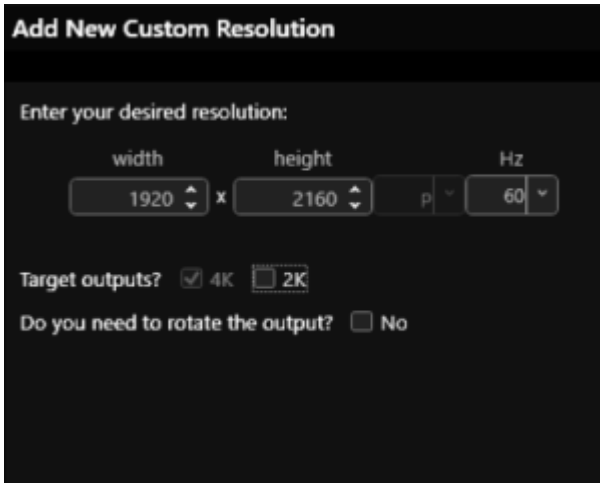 Add New Custom Resolution
Enter your desired resolution:
width height Hz
1920 x 2160 p 60
Target outputs? 4K 2K
Do you need to rotate the output? No